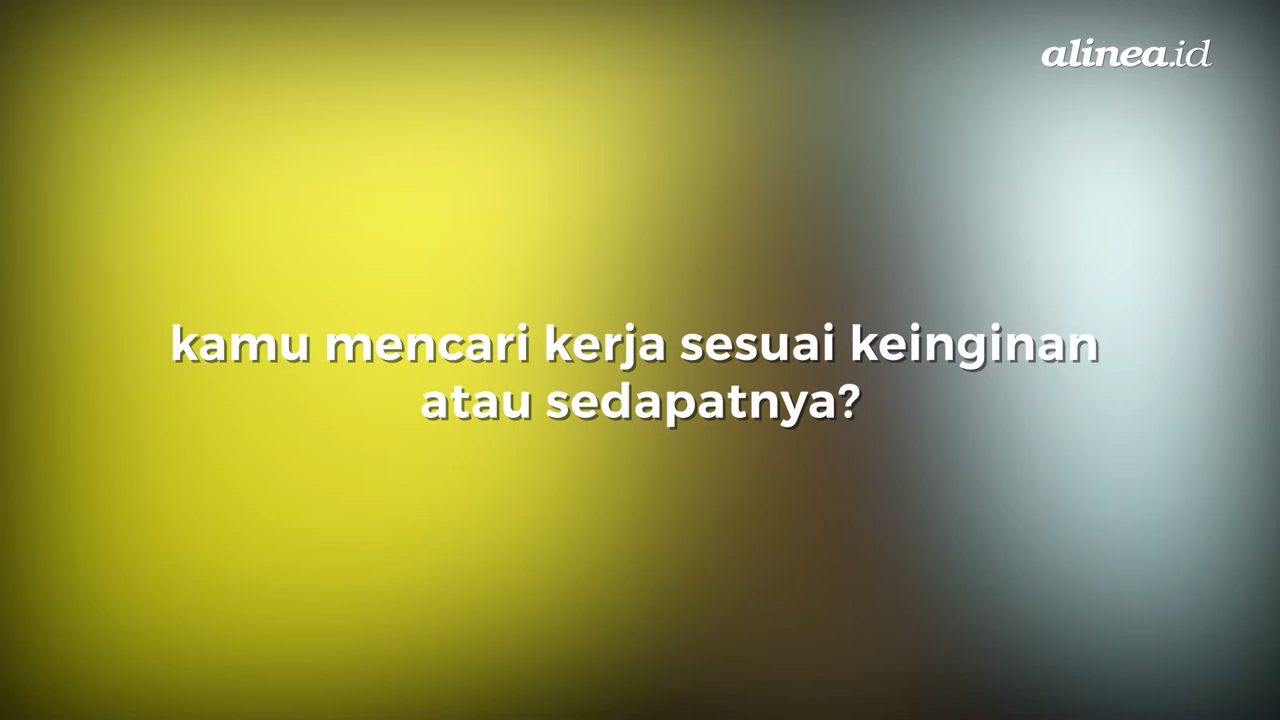 alinea.id
kamu mencari kerja sesuai keinginan
atau sedapatnya?